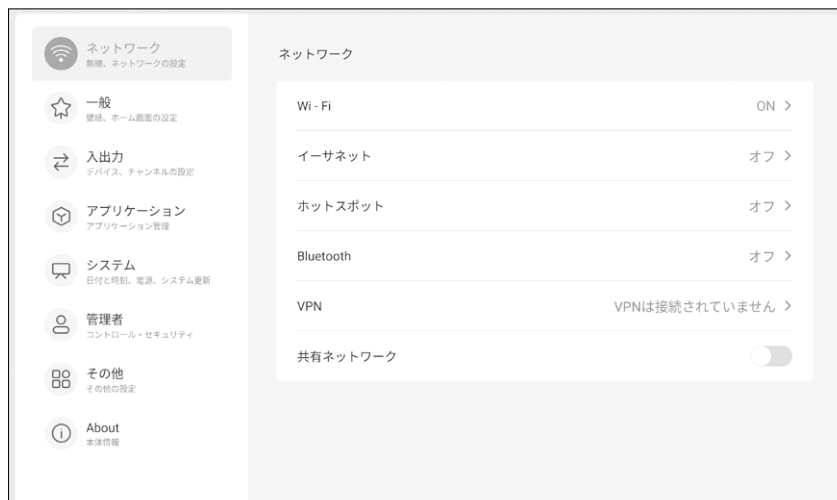 ネットワーク
無線、ネットワークの設定
一般
壁紙、ホーム画面の設定
入出力
デバイス、チャンネルの設定
アプリケーション
アプリケーション管理
システム
日付と時刻、電源、システム更新
管理者
コントロール・セキュリティ
その他
その他の設定
About
本体情報
ネットワーク
Wi - Fi ON
イーサネット オフ
ホットスポット オフ
Bluetooth オフ
VPN VPNは接続されていません
共有ネットワーク